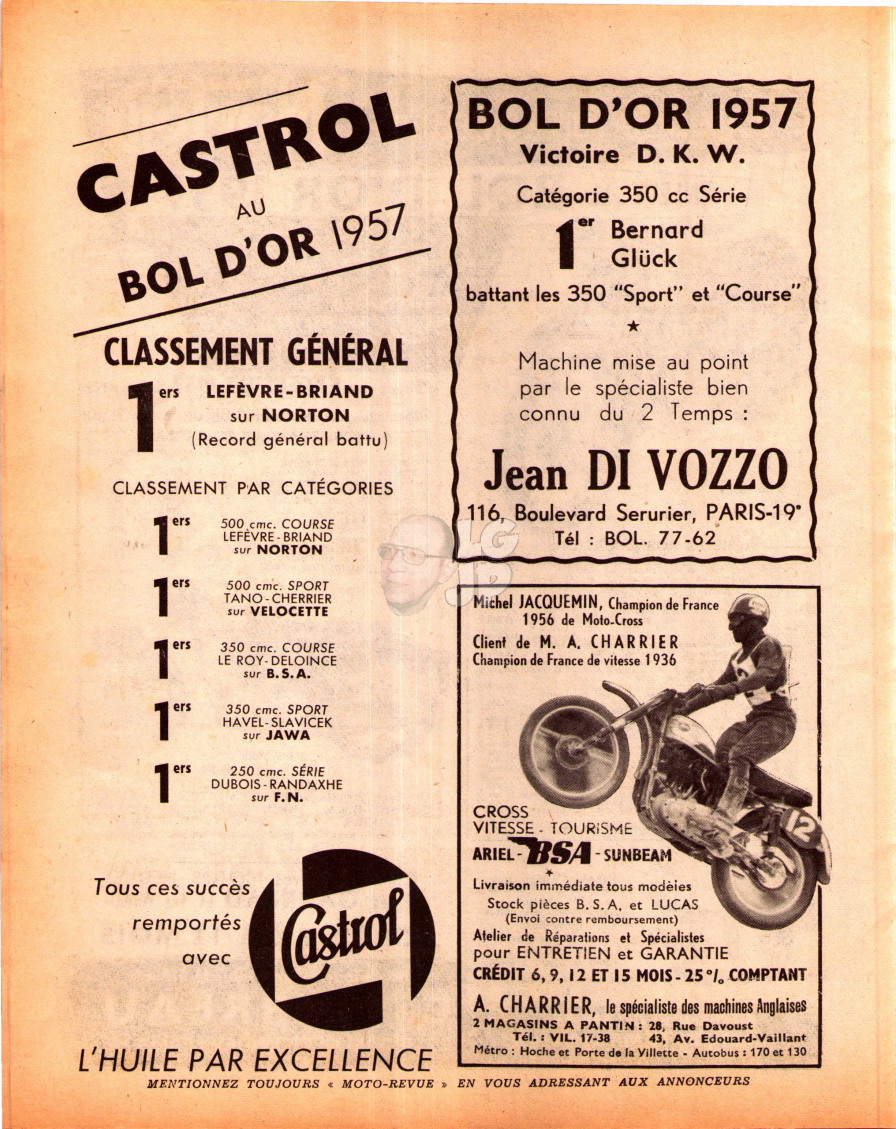 CASTROL
AU
BOL D'OR 1957
CLASSEMENT GÉNÉRAL
1ers LEFÈVRE-BRIAND
sur NORTON
(Record général battu)
CLASSEMENT PAR CATÉGORIES
1ers 500 cmc. COURSE
LEFÈVRE-BRIAND
sur NORTON
1ers 500 cmc. SPORT
TANO-CHERRIER
sur VELOCETTE
1ers 350 cmc. COURSE
LE ROY-DELOINCE
sur B.S.A.
1ers 350 cmc. SPORT
HAVEL-SLAVICEK
sur JAWA
1ers 250 cmc. SÉRIE
DUBOIS-RANDAXHE
sur F.N.
Tous ces succès
remportés
avec
Castrol
L'HUILE PAR EXCELLENCE
BOL D'OR 1957
Victoire D. K. W.
Catégorie 350 cc Série
1er Bernard
Glück
battant les 350 "Sport" et "Course"
Machine mise au point
par le spécialiste bien
connu du 2 Temps :
Jean DI VOZZO
116, Boulevard Serurier, PARIS-19e
Tél : BOL. 77-62
LG
JB
Michel JACQUEMIN, Champion de France
1956 de Moto-Cross
Client de M. A. CHARRIER
Champion de France de vitesse 1936
12
CROSS
VITESSE - TOURISME
ARIEL - BSA - SUNBEAM
Livraison immédiate tous modèles
Stock pièces B. S. A. et LUCAS
(Envoi contre remboursement)
Atelier de Réparations et Spécialistes
pour ENTRETIEN et GARANTIE
CRÉDIT 6, 9, 12 ET 15 MOIS - 25% COMPTANT
A. CHARRIER, le spécialiste des machines Anglaises
2 MAGASINS A PANTIN : 28, Rue Davoust
Tél. : VIL. 17-38 43, Av. Edouard-Vaillant
Métro : Hoche et Porte de la Villette - Autobus : 170 et 130
MENTIONNEZ TOUJOURS « MOTO-REVUE » EN VOUS ADRESSANT AUX ANNONCEURS